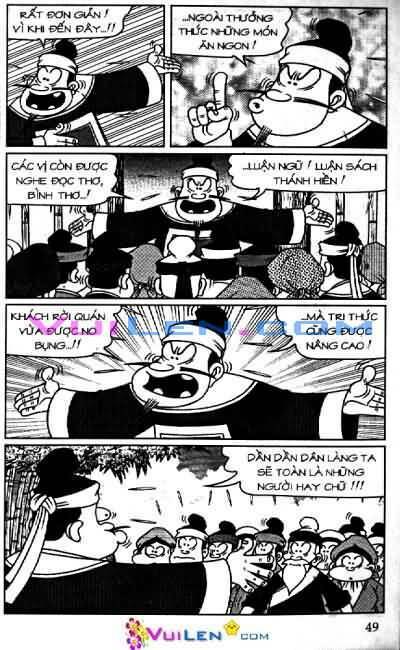 RẤT ĐƠN GIẢN!
VÌ KHI ĐẾN ĐÂY...!!
...NGOÀI THƯỞNG
THỨC NHỮNG MÓN
ĂN NGON!
CÁC VỊ CÒN ĐƯỢC
NGHE ĐỌC THƠ,
BÌNH THƠ..!
...LUẬN NGỮ! LUẬN SÁCH
THÁNH HIỀN!
KHÁCH RỜI QUÁN
VỪA ĐƯỢC NO
BỤNG...!!
...MÀ TRI THỨC
CŨNG ĐƯỢC
NÂNG CAO!
VUILEN.COM
DẦN DẦN DÂN LÀNG TA
SẼ TOÀN LÀ NHỮNG
NGƯỜI HAY CHỮ!!!
49
VUILEN.COM